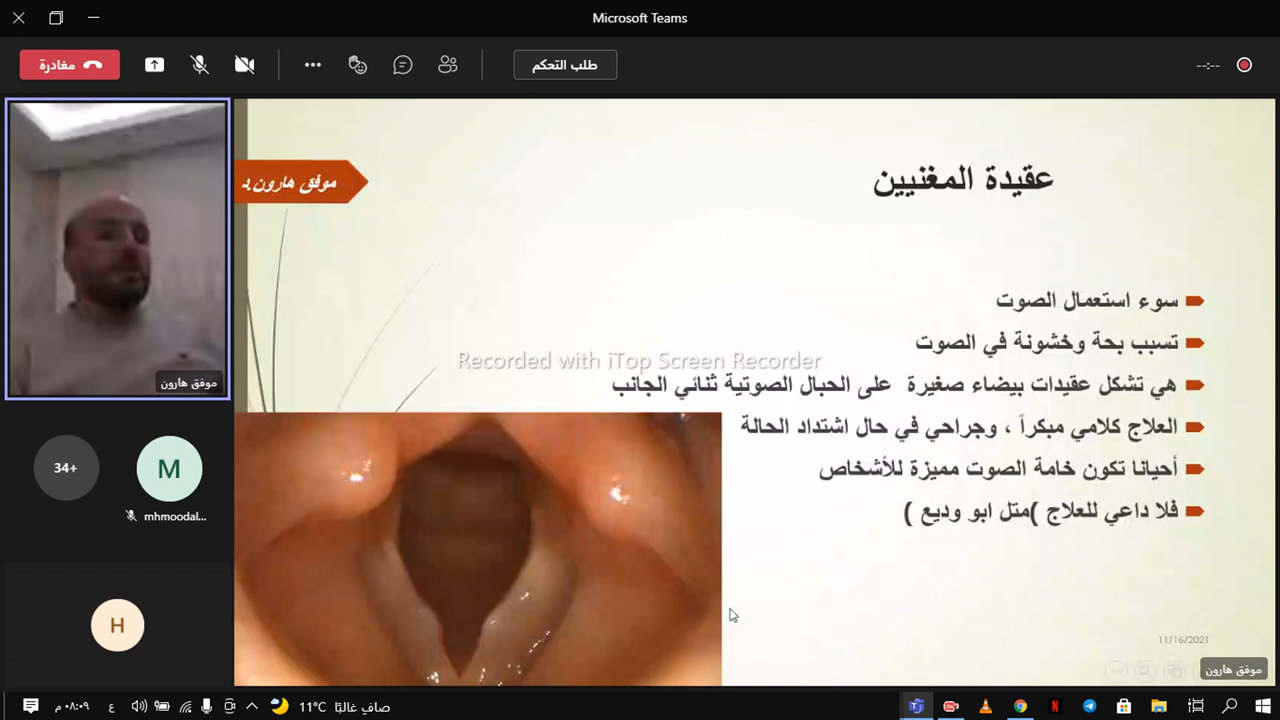 Microsoft Teams
مغادرة
طلب التحكم
--:--
موفق هارون
34+
M
mhmoodal...
H
موفق هارون
عقيدة المغنيين
سوء استعمال الصوت
تسبب بحة وخشونة في الصوت
Recorded with iTop Screen Recorder
هي تشكل عقيدات بيضاء صغيرة على الحبال الصوتية ثنائي الجانب
العلاج كلامي مبكراً ، وجراحي في حال اشتداد الحالة
أحيانا تكون خامة الصوت مميزة للأشخاص
فلا داعي للعلاج )متل ابو وديع )
11/16/2021
موفق هارون
صافٍ غالبًا 11°C
ع
٠٨:٠٩ م